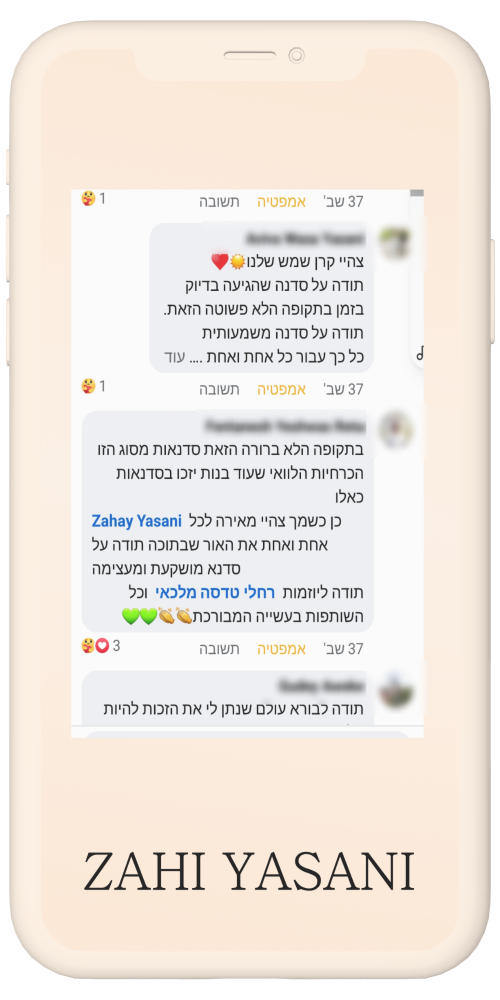 37 שב' אמפטיה תשובה 1
צהיי קרן שמש שלנו🌞❤️
תודה על סדנה שהגיעה בדיוק
בזמן בתקופה הלא פשוטה הזאת.
תודה על סדנה משמעותית
כל כך עבור כל אחת ואחת .... עוד
37 שב' אמפטיה תשובה 1
בתקופה הלא ברורה הזאת סדנאות מסוג הזו
הכרחיות הלוואי שעוד בנות יזכו בסדנאות
כאלו
Zahay Yasani כן כשמך צהיי מאירה לכל
אחת ואחת את האור שבתוכה תודה על
סדנא מושקעת ומעצימה
תודה ליוזמות רחלי טדסה מלכאי וכל
השותפות בעשייה המבורכת👏👏💚💚
37 שב' אמפטיה תשובה 3
תודה לבורא עולם שנתן לי את הזכות להיות
ZAHI YASANI